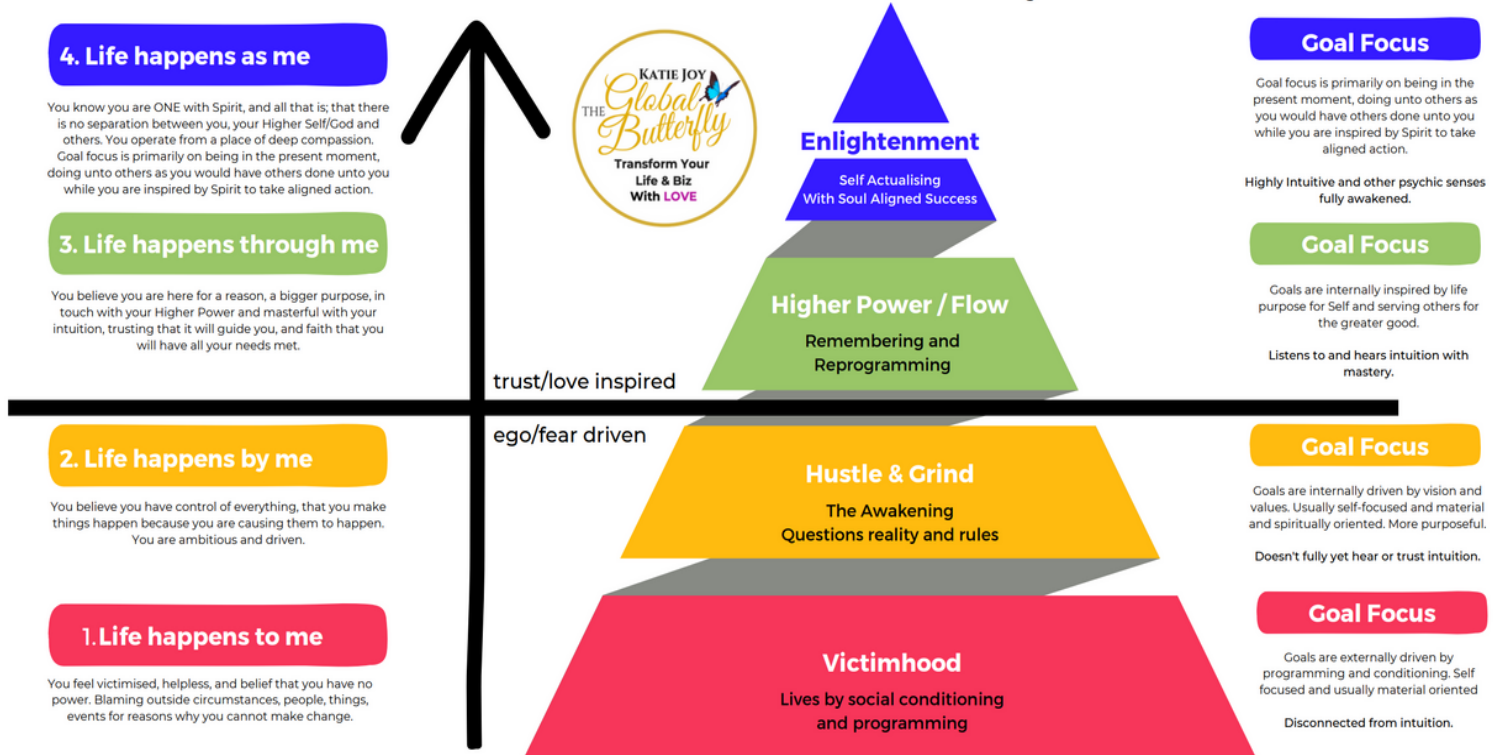 4. Life happens as me
You know you are ONE with Spirit, and all that is; that there
is no separation between you, your Higher Self/God and
others. You operate from a place of deep compassion.
Goal focus is primarily on being in the present moment,
doing unto others as you would have others done unto you
while you are inspired by Spirit to take aligned action.
3. Life happens through me
You believe you are here for a reason, a bigger purpose, in
touch with your Higher Power and masterful with your
intuition, trusting that it will guide you, and faith that you
will have all your needs met.
2. Life happens by me
You believe you have control of everything, that you make
things happen because you are causing them to happen.
You are ambitious and driven.
1. Life happens to me
You feel victimised, helpless, and belief that you have no
power. Blaming outside circumstances, people, things,
events for reasons why you cannot make change.
KATIE JOY
THE Global
Butterfly
Transform Your
Life & Biz
With LOVE
trust/love inspired
ego/fear driven
Enlightenment
Self Actualising
With Soul Aligned Success
Higher Power / Flow
Remembering and
Reprogramming
Hustle & Grind
The Awakening
Questions reality and rules
Victimhood
Lives by social conditioning
and programming
Goal Focus
Goal focus is primarily on being in the
present moment, doing unto others as
you would have others done unto you
while you are inspired by Spirit to take
aligned action.
Highly Intuitive and other psychic senses
fully awakened.
Goal Focus
Goals are internally inspired by life
purpose for Self and serving others for
the greater good.
Listens to and hears intuition with
mastery.
Goal Focus
Goals are internally driven by vision and
values. Usually self-focused and material
and spiritually oriented. More purposeful.
Doesn't fully yet hear or trust intuition.
Goal Focus
Goals are externally driven by
programming and conditioning. Self
focused and usually material oriented
Disconnected from intuition.